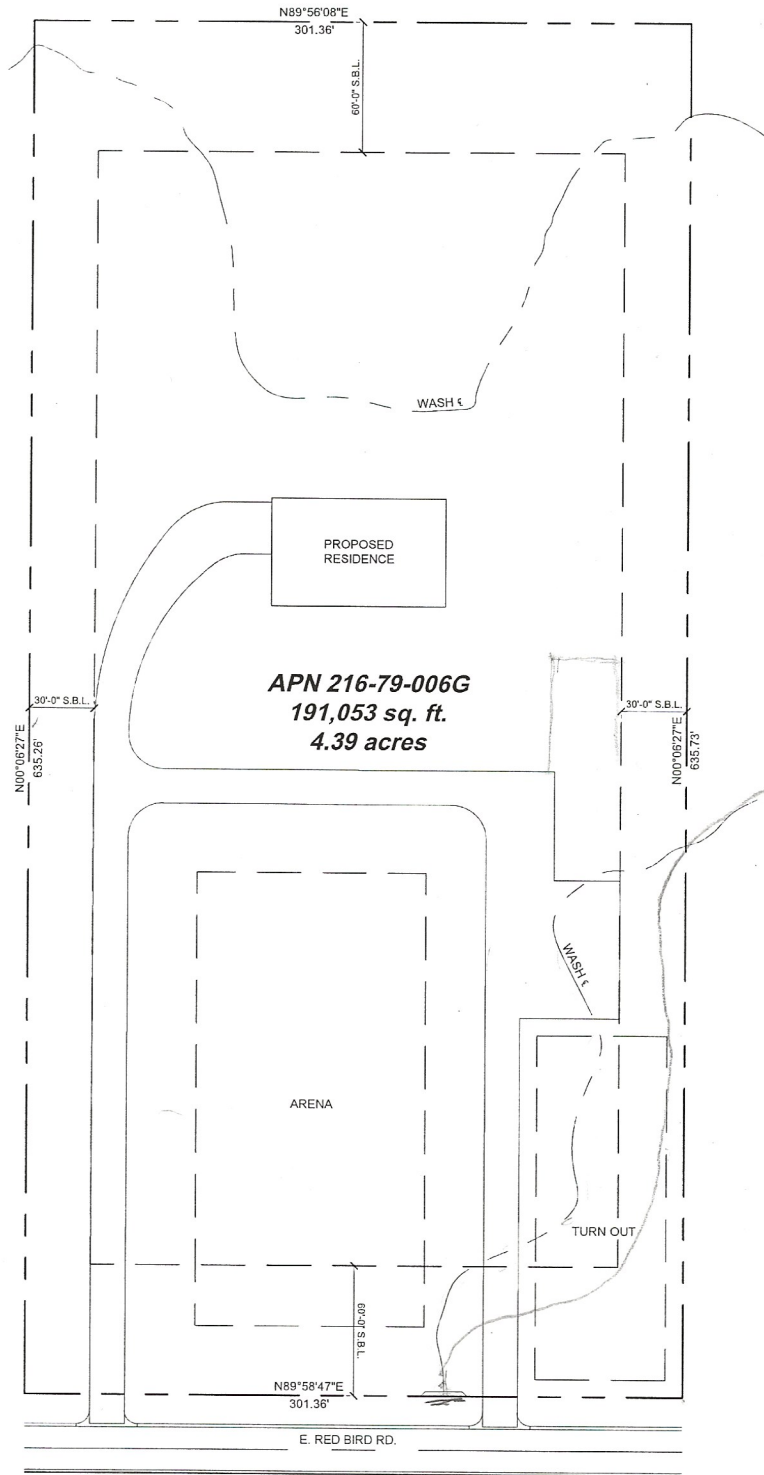 N89°56'08"E
301.36'
60'-0" S.B.L.
WASH ℄
PROPOSED
RESIDENCE
APN 216-79-006G
191,053 sq. ft.
4.39 acres
30'-0" S.B.L.
30'-0" S.B.L.
N00°06'27"E
635.26'
N00°06'27"E
635.73'
WASH ℄
ARENA
TURN OUT
60'-0" S.B.L.
N89°58'47"E
301.36'
E. RED BIRD RD.